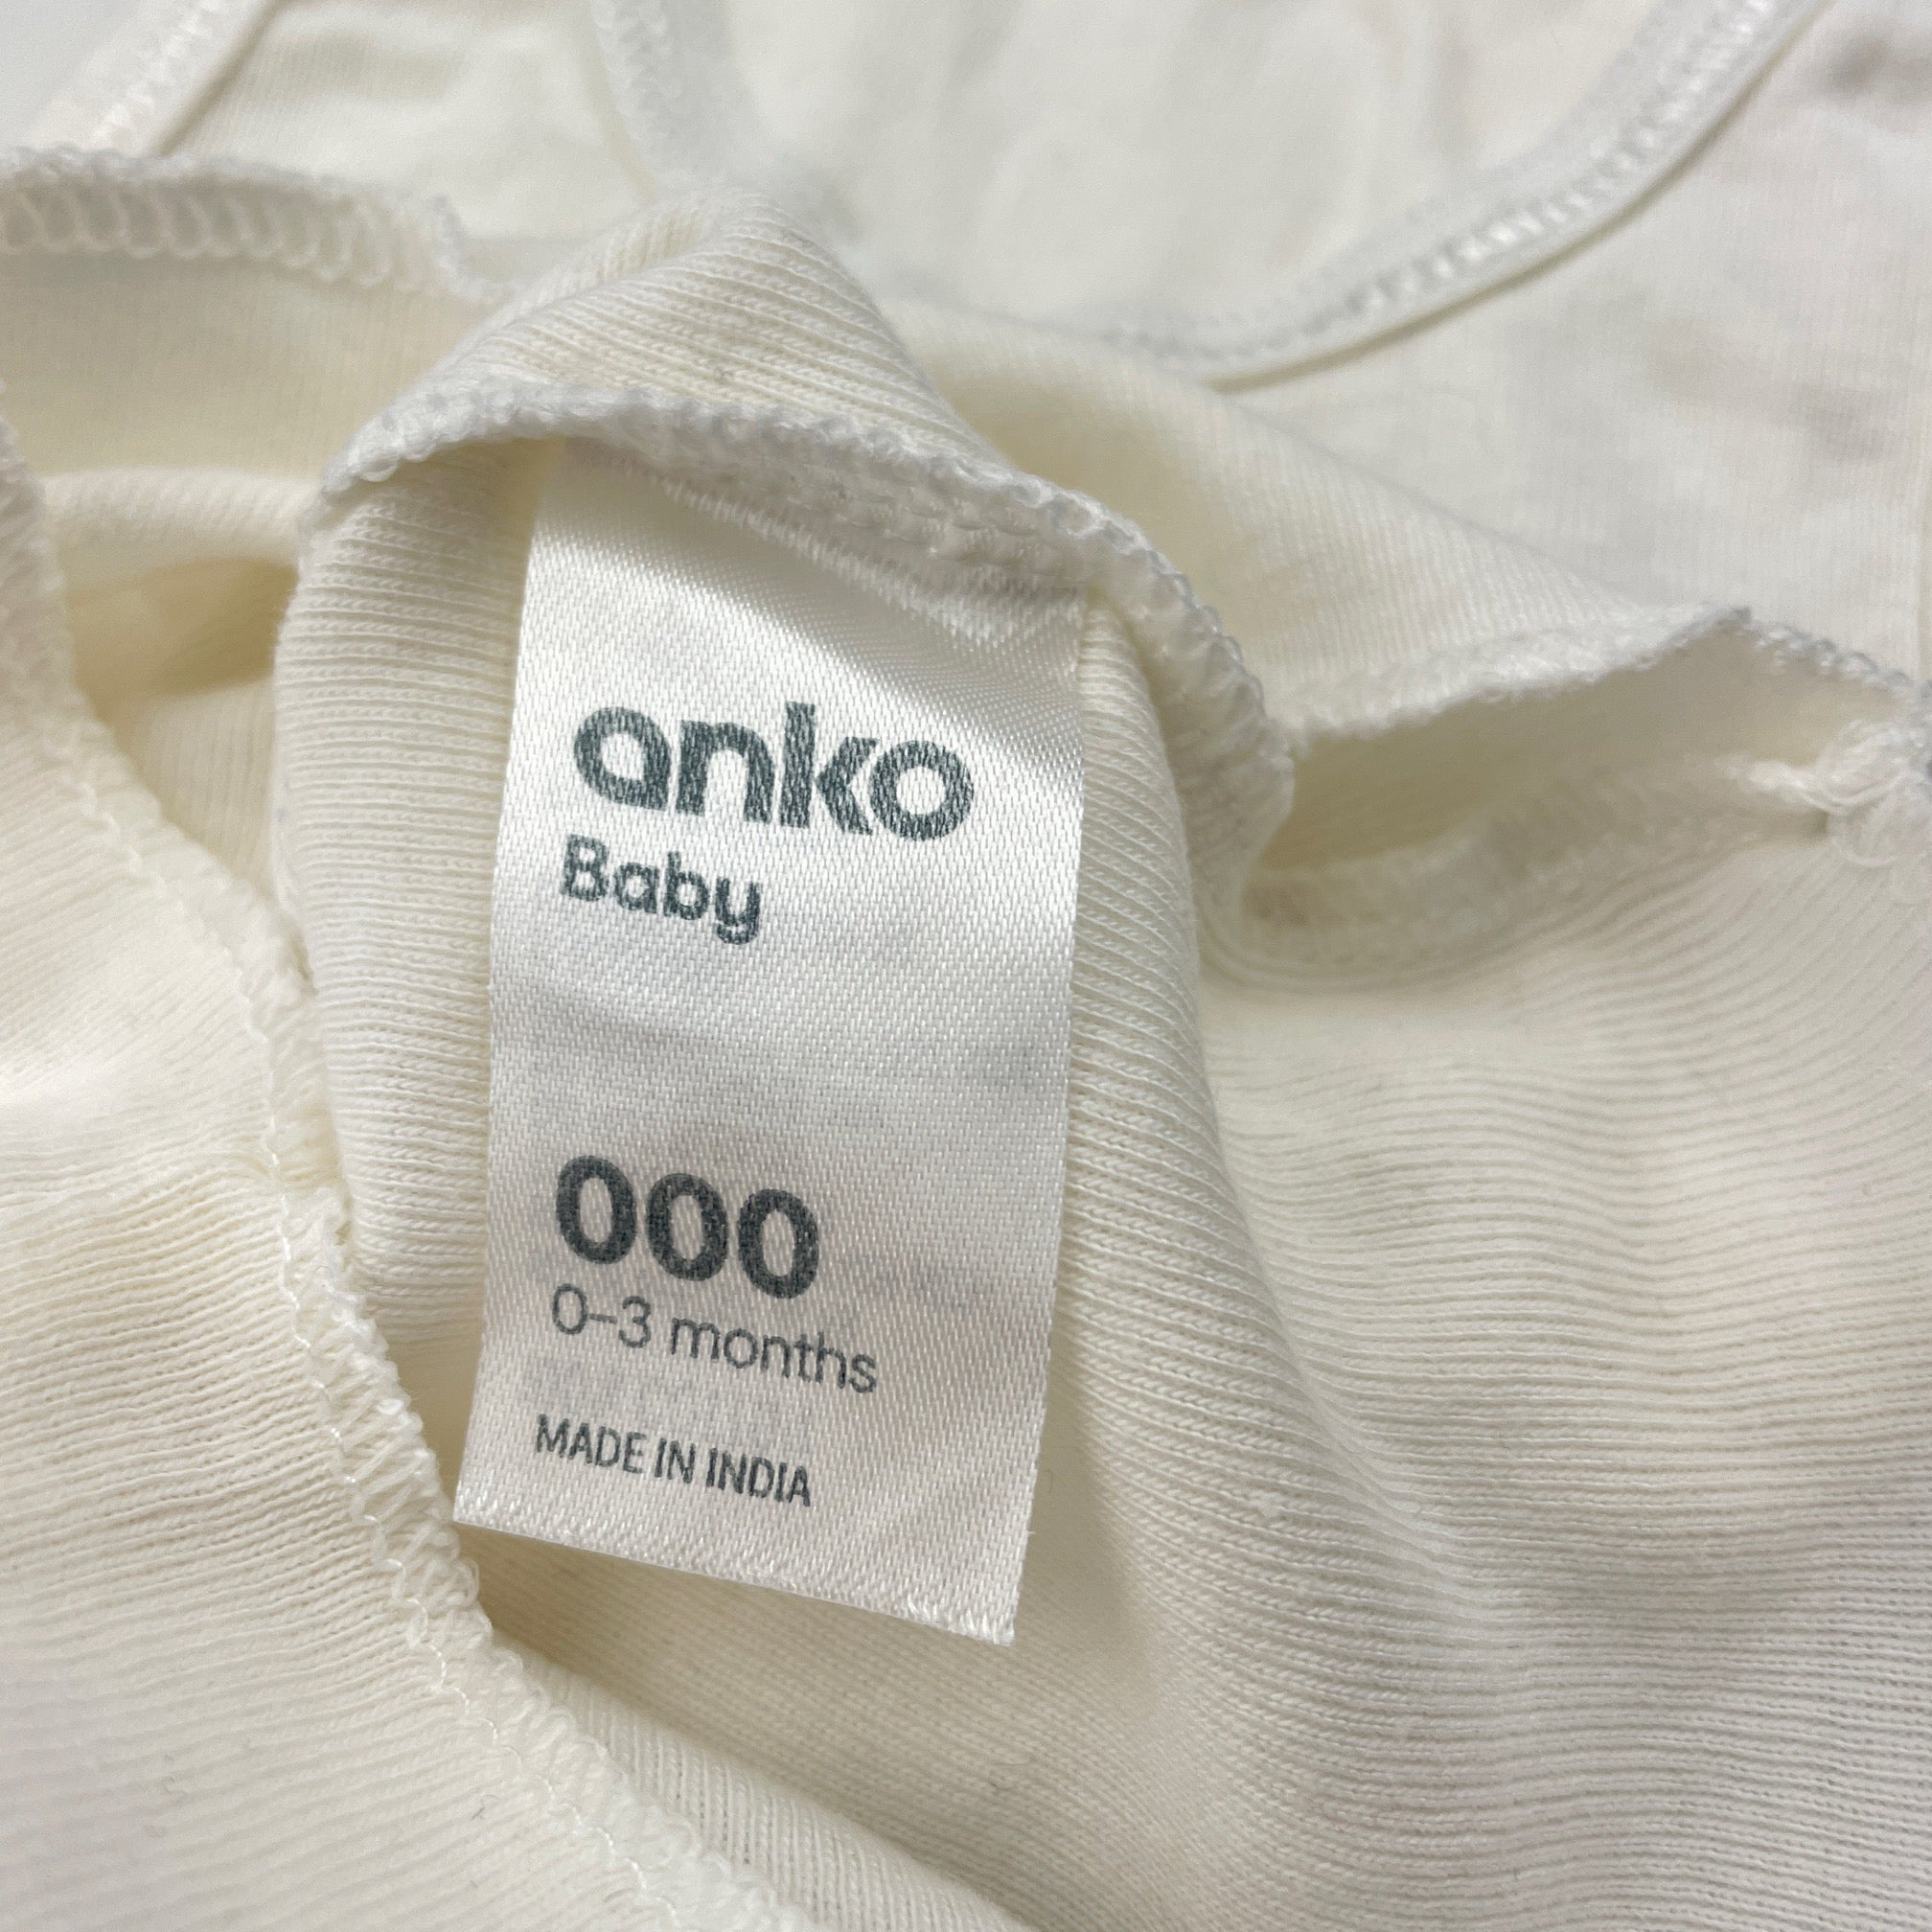 anko
Baby
000
0-3 months
MADE IN INDIA